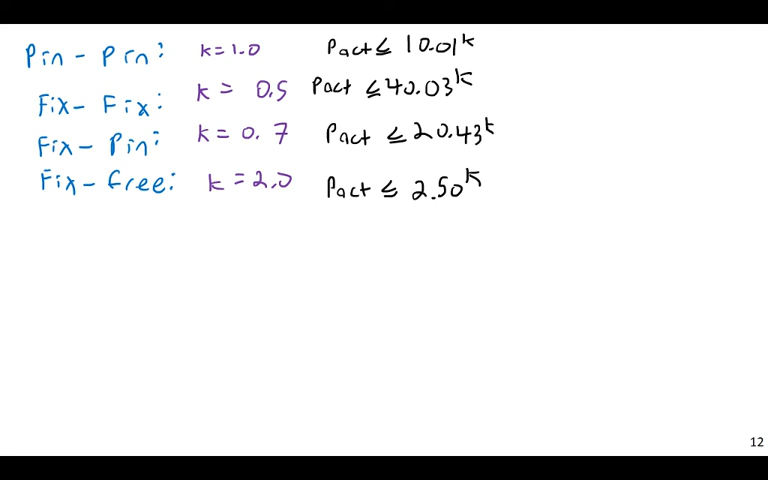 Pin - Pin: k = 1.0 Pact ≤ 10.01ᵏ
Fix - Fix: k = 0.5 Pact ≤ 40.03ᵏ
Fix - Pin: k = 0.7 Pact ≤ 20.43ᵏ
Fix - free: k = 2.0 Pact ≤ 2.50ᵏ
12